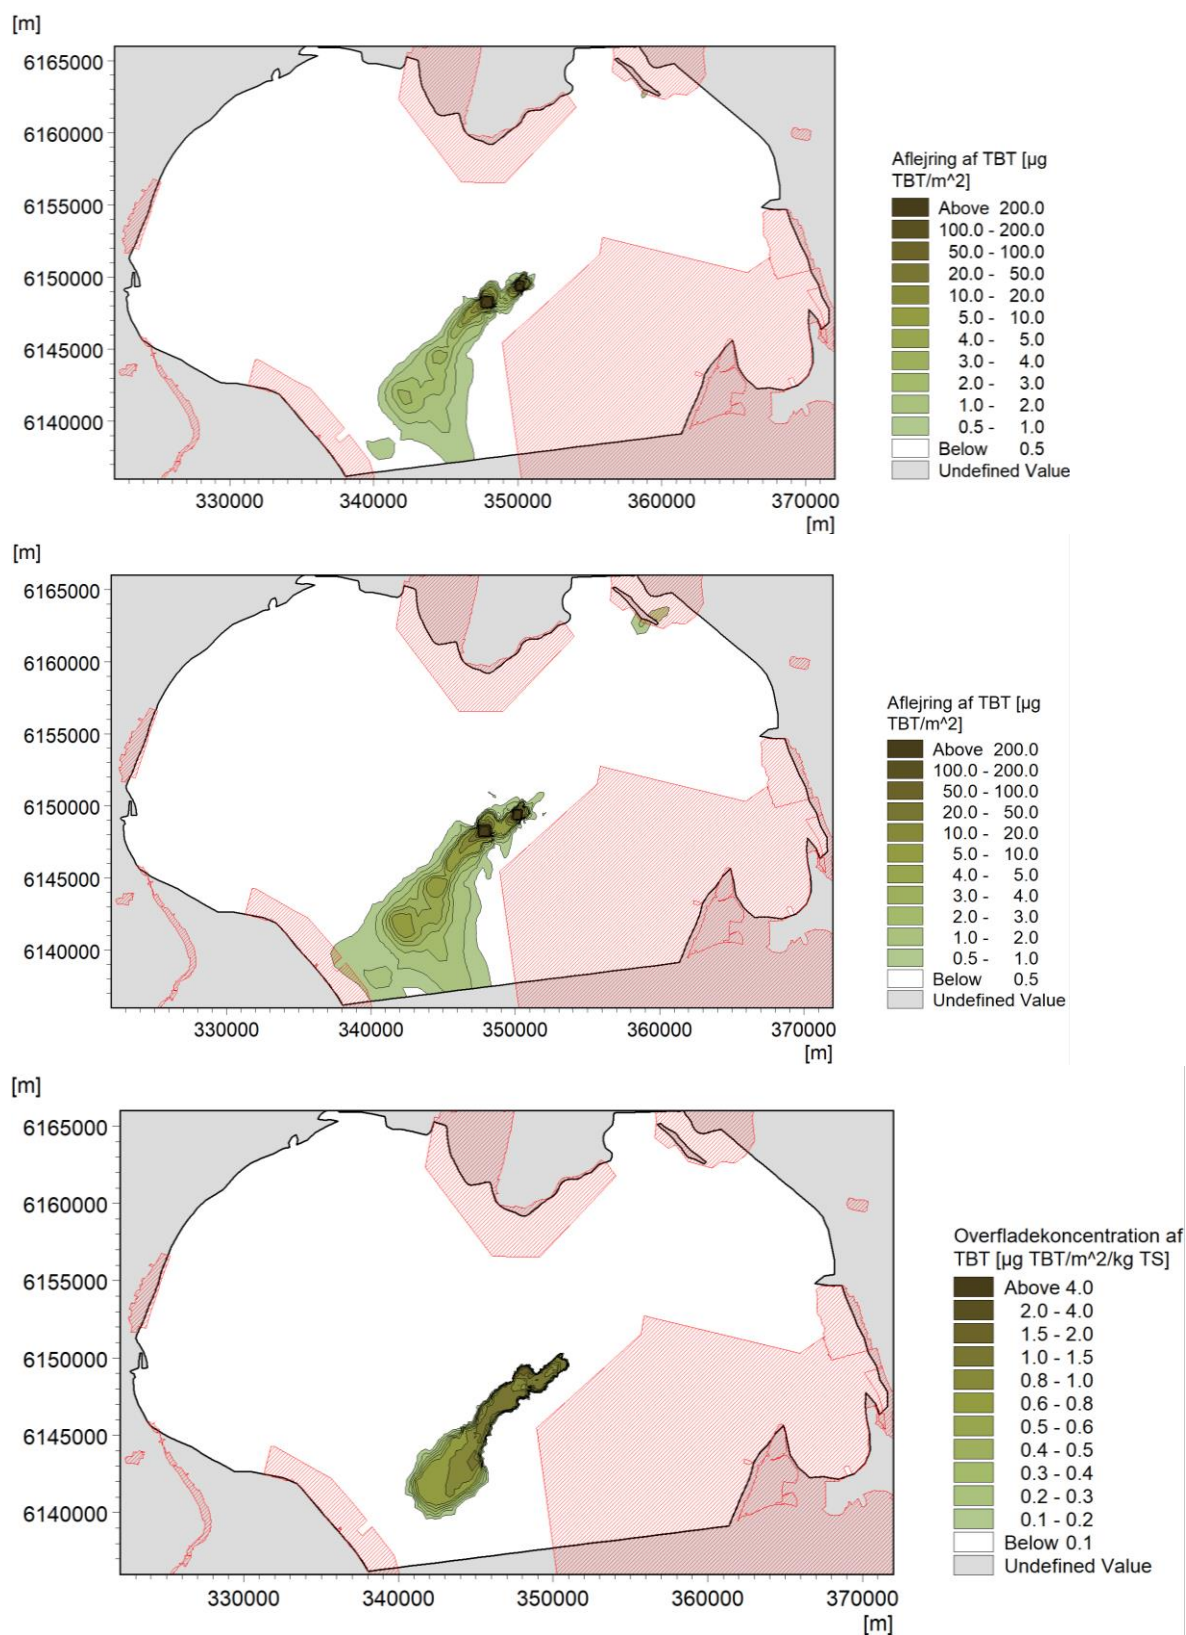 [m]
6165000
6160000
6155000
6150000
6145000
6140000
330000 340000 350000 360000 370000
[m]
Aflejring af TBT [µg
TBT/m^2]
Above 200.0
100.0 - 200.0
50.0 - 100.0
20.0 - 50.0
10.0 - 20.0
5.0 - 10.0
4.0 - 5.0
3.0 - 4.0
2.0 - 3.0
1.0 - 2.0
0.5 - 1.0
Below 0.5
Undefined Value
[m]
6165000
6160000
6155000
6150000
6145000
6140000
330000 340000 350000 360000 370000
[m]
Aflejring af TBT [µg
TBT/m^2]
Above 200.0
100.0 - 200.0
50.0 - 100.0
20.0 - 50.0
10.0 - 20.0
5.0 - 10.0
4.0 - 5.0
3.0 - 4.0
2.0 - 3.0
1.0 - 2.0
0.5 - 1.0
Below 0.5
Undefined Value
[m]
6165000
6160000
6155000
6150000
6145000
6140000
330000 340000 350000 360000 370000
[m]
Overfladekoncentration af
TBT [µg TBT/m^2/kg TS]
Above 4.0
2.0 - 4.0
1.5 - 2.0
1.0 - 1.5
0.8 - 1.0
0.6 - 0.8
0.5 - 0.6
0.4 - 0.5
0.3 - 0.4
0.2 - 0.3
0.1 - 0.2
Below 0.1
Undefined Value